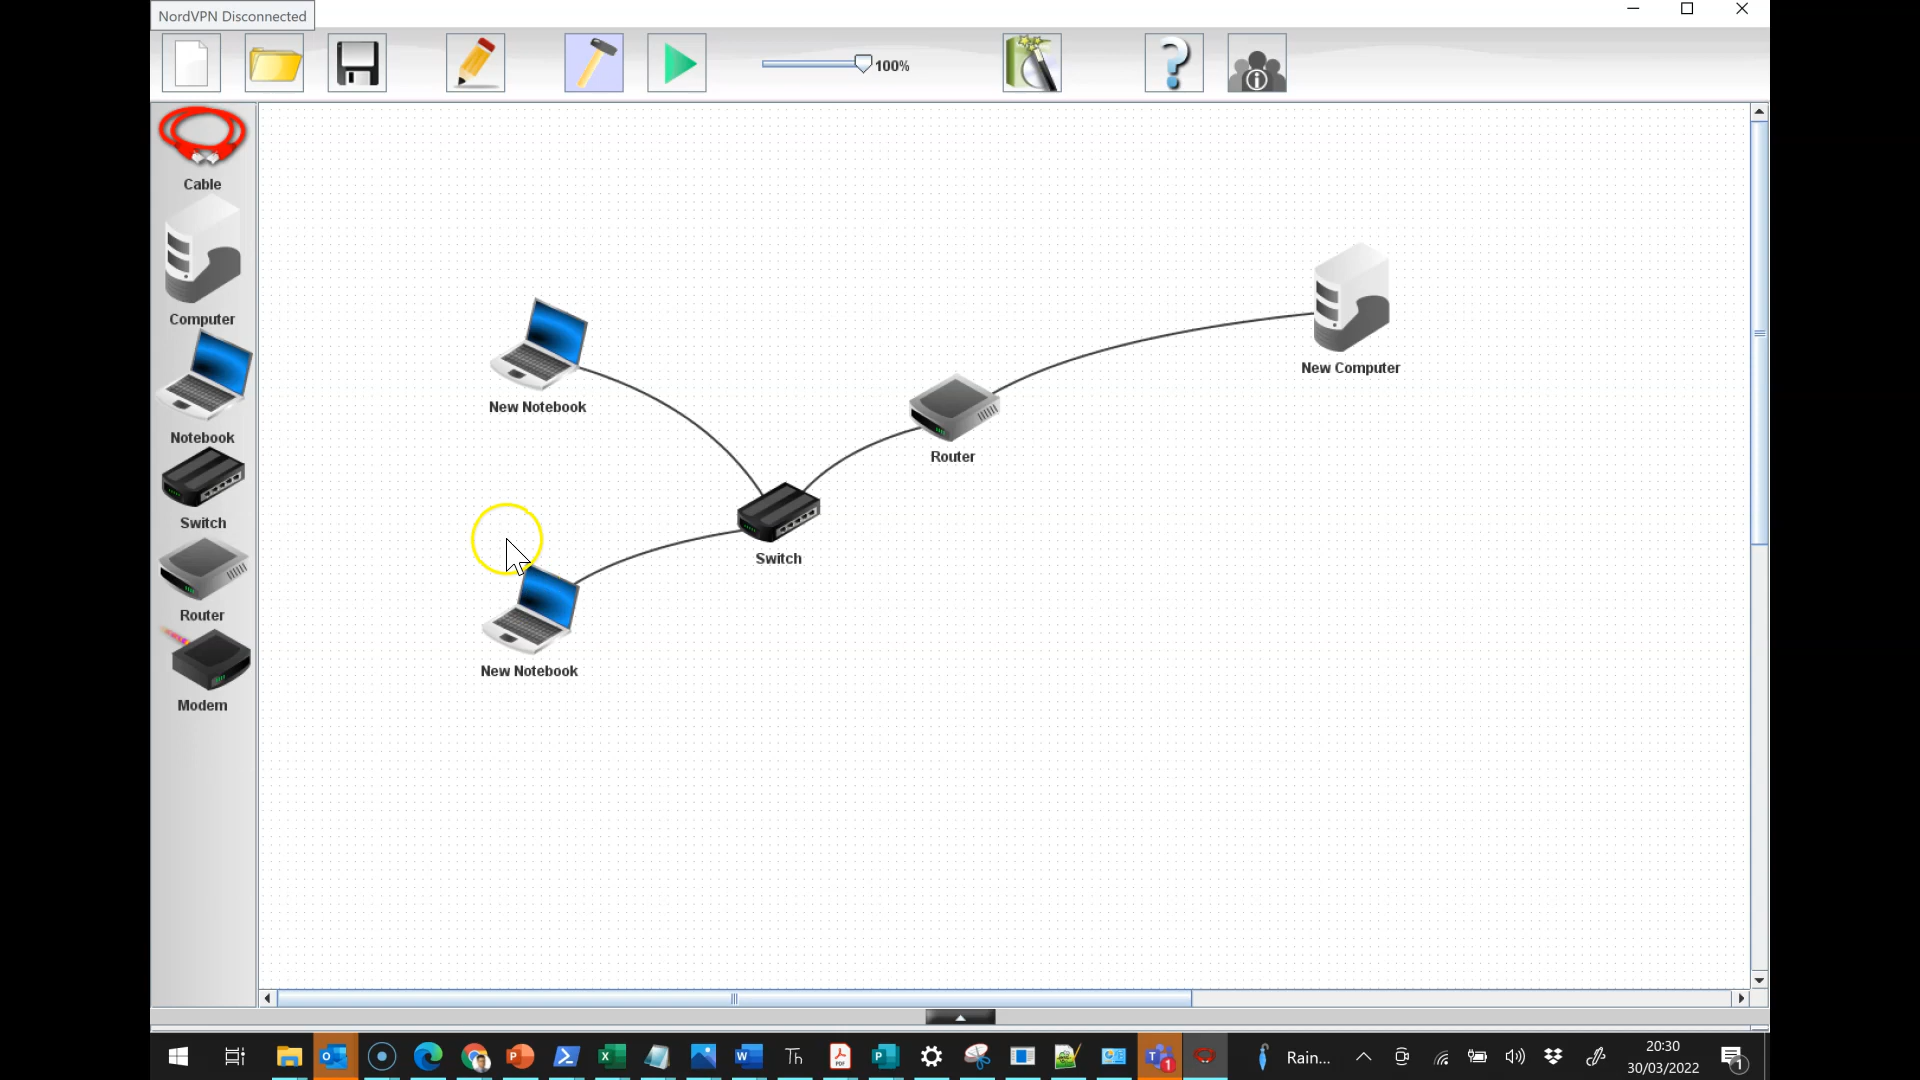 NordVPN Disconnected
100%
Cable
Computer
Notebook
Switch
Router
Modem
New Notebook
New Computer
Router
Switch
New Notebook
Rain...
20:30
30/03/2022